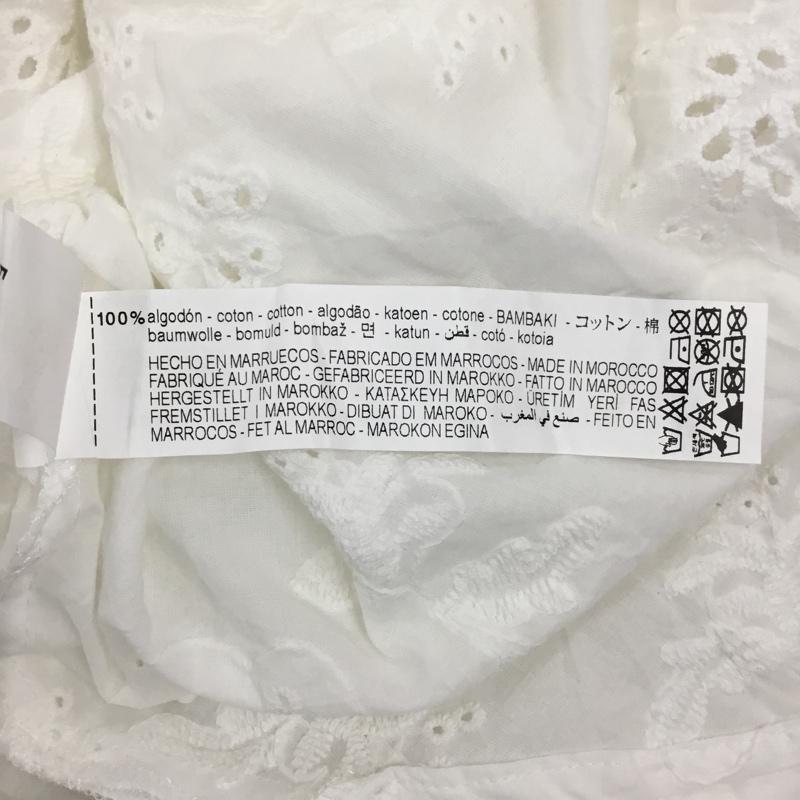 100% algodón - coton - cotton - algodão - katoen - cotone - BAMBAKI - コットン - 棉
baumwolle - bomuld - bombaž - 면 - katun - قطن - cotó - kotoia
HECHO EN MARRUECOS - FABRICADO EM MARROCOS - MADE IN MOROCCO
FABRIQUÉ AU MAROC - GEFABRICEERD IN MAROKKO - FATTO IN MAROCCO
HERGESTELLT IN MAROKKO - ΚΑΤΑΣΚΕΥΗ ΜΑΡΟΚΟ - ÜRETİM YERİ FAS
FREMSTILLET I MAROKKO - DIBUAT DI MAROKO - صنع في المغرب - FEITO EN
MARROCOS - FET AL MARROC - MAROKON EGINA